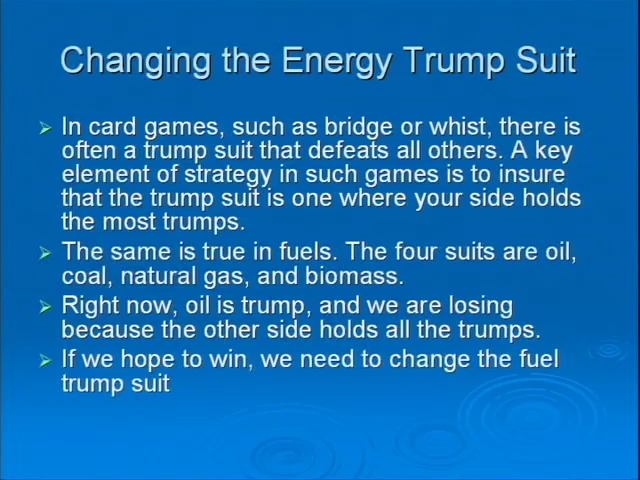 Changing the Energy Trump Suit
In card games, such as bridge or whist, there is
often a trump suit that defeats all others. A key
element of strategy in such games is to insure
that the trump suit is one where your side holds
the most trumps.
The same is true in fuels. The four suits are oil,
coal, natural gas, and biomass.
Right now, oil is trump, and we are losing
because the other side holds all the trumps.
If we hope to win, we need to change the fuel
trump suit